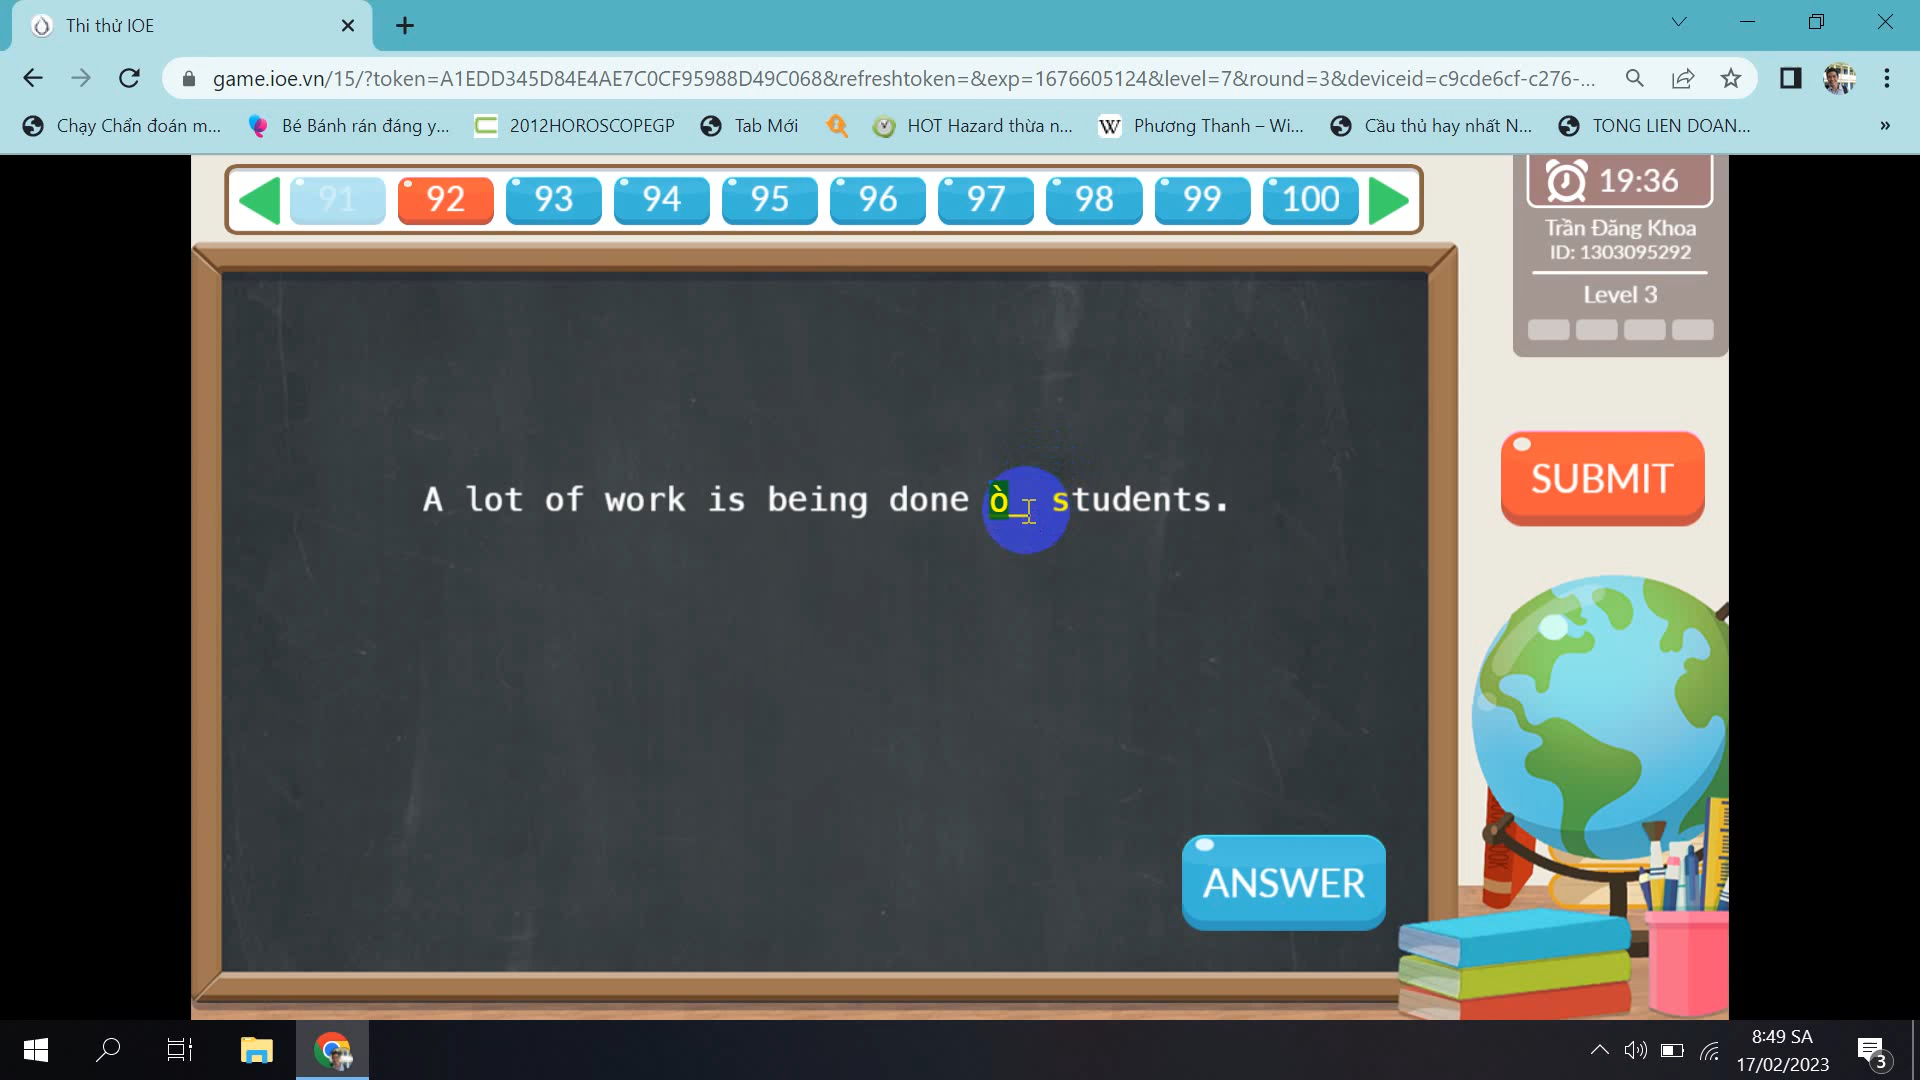 Thi thử IOE
game.ioe.vn/15/?token=A1EDD345D84E4AE7C0CF95988D49C068&refreshtoken=&exp=1676605124&level=7&round=3&deviceid=c9cde6cf-c276-...
Chạy Chẩn đoán m... Bé Bánh rán đáng y... 2012HOROSCOPEGP Tab Mới HOT Hazard thừa n... W Phương Thanh – Wi... Cầu thủ hay nhất N... TONG LIEN DOAN... »
91 92 93 94 95 96 97 98 99 100
19:36
Trần Đăng Khoa
ID: 1303095292
Level 3
A lot of work is being done ò_ students.
SUBMIT
ANSWER
8:49 SA
17/02/2023
3